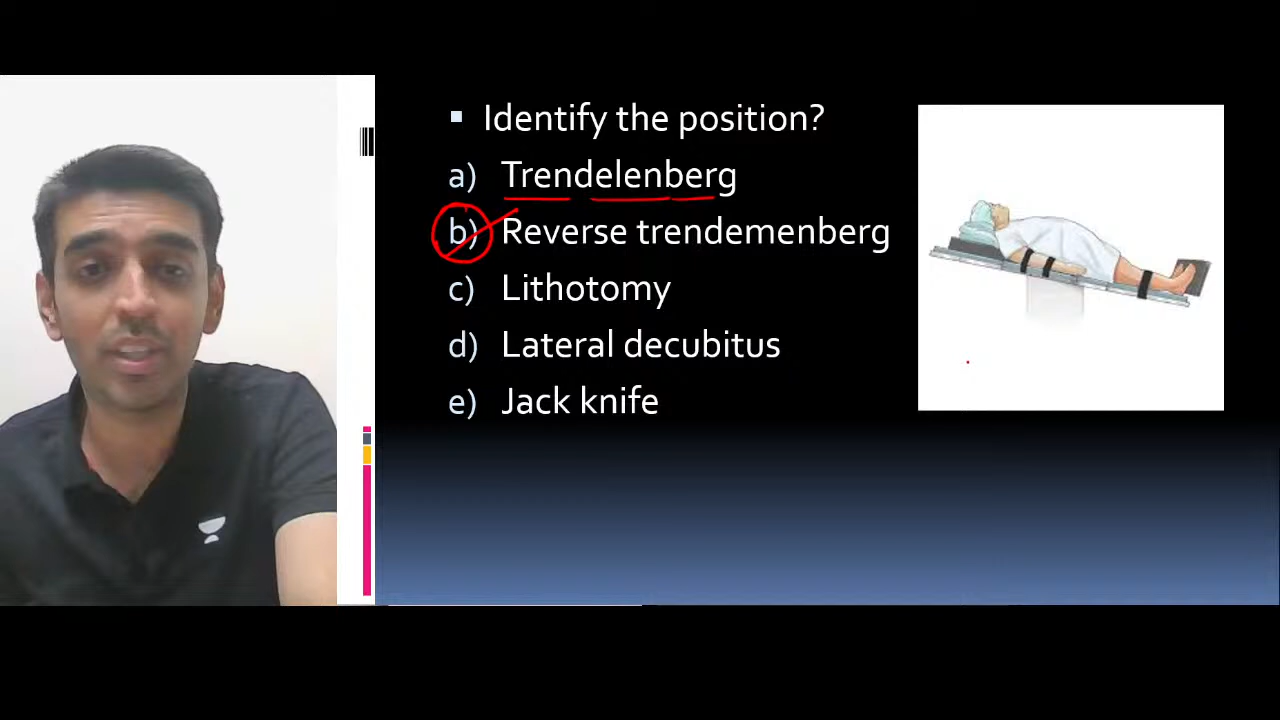 Identify the position?
a) Trendelenberg
b) Reverse trendemenberg
c) Lithotomy
d) Lateral decubitus
e) Jack knife